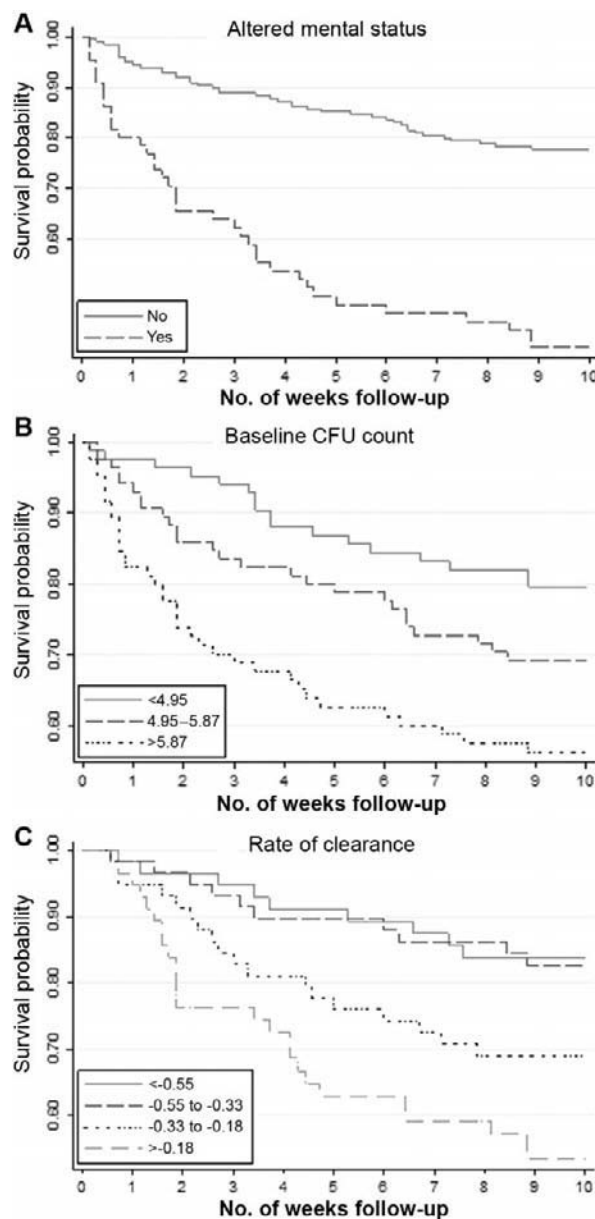 A
Altered mental status
Survival probability
1.00
0.90
0.80
0.70
0.60
No
Yes
0 1 2 3 4 5 6 7 8 9 10
No. of weeks follow-up
B
Baseline CFU count
Survival probability
1.00
0.90
0.80
0.70
0.60
<4.95
4.95–5.87
>5.87
0 1 2 3 4 5 6 7 8 9 10
No. of weeks follow-up
C
Rate of clearance
Survival probability
1.00
0.90
0.80
0.70
0.60
<-0.55
-0.55 to -0.33
-0.33 to -0.18
>-0.18
0 1 2 3 4 5 6 7 8 9 10
No. of weeks follow-up